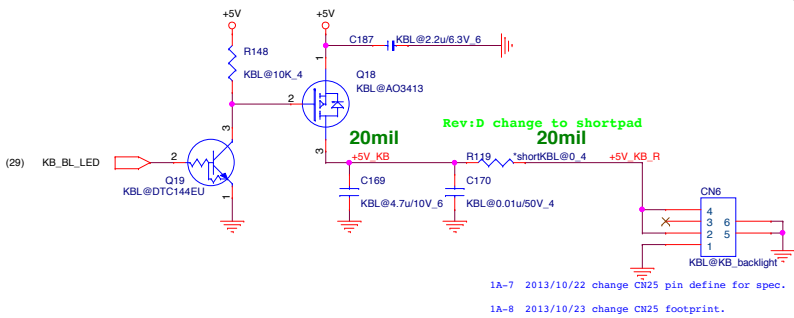 +5V
+5V
C187
KBL@2.2u/6.3V_6
R148
KBL@10K_4
1
Q18
KBL@AO3413
2
3
Rev:D change to shortpad
20mil
20mil
3
+5V_KB
R119
*shortKBL@0_4
+5V_KB_R
(29)
KB_BL_LED
2
Q19
KBL@DTC144EU
1
C169
KBL@4.7u/10V_6
C170
KBL@0.01u/50V_4
CN6
4
3
2
1
6
5
KBL@KB_backlight
1A-7 2013/10/22 change CN25 pin define for spec.
1A-8 2013/10/23 change CN25 footprint.